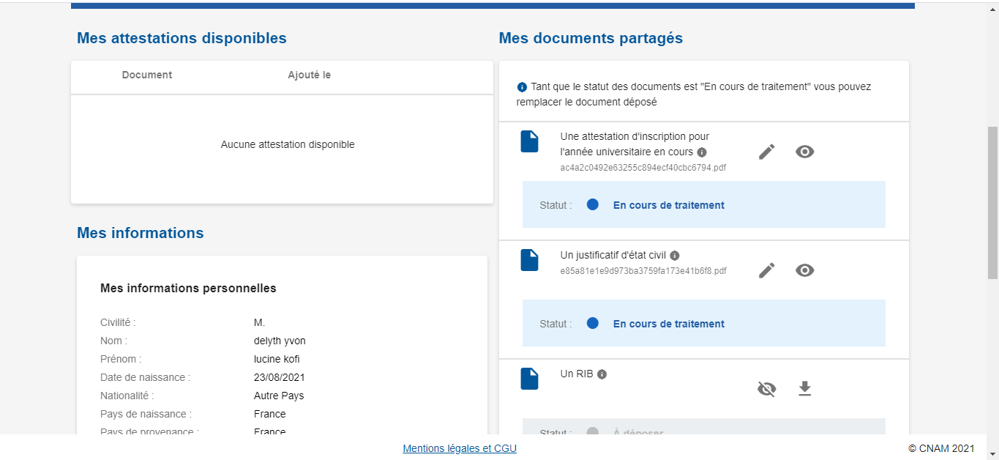 Mes attestations disponibles
Document Ajouté le
Aucune attestation disponible
Mes informations
Mes informations personnelles
Civilité : M.
Nom : delyth yvon
Prénom : lucine kofi
Date de naissance : 23/08/2021
Nationalité : Autre Pays
Pays de naissance : France
Pays de provenance : France
Mes documents partagés
Tant que le statut des documents est "En cours de traitement" vous pouvez
remplacer le document déposé
Une attestation d'inscription pour
l'année universitaire en cours
ac4a2c0492e63255c894ecf40cbc6794.pdf
Statut : En cours de traitement
Un justificatif d'état civil
e85a81e1e9d973ba3759fa173e41b6f8.pdf
Statut : En cours de traitement
Un RIB
Statut : À déposer
Mentions légales et CGU
© CNAM 2021